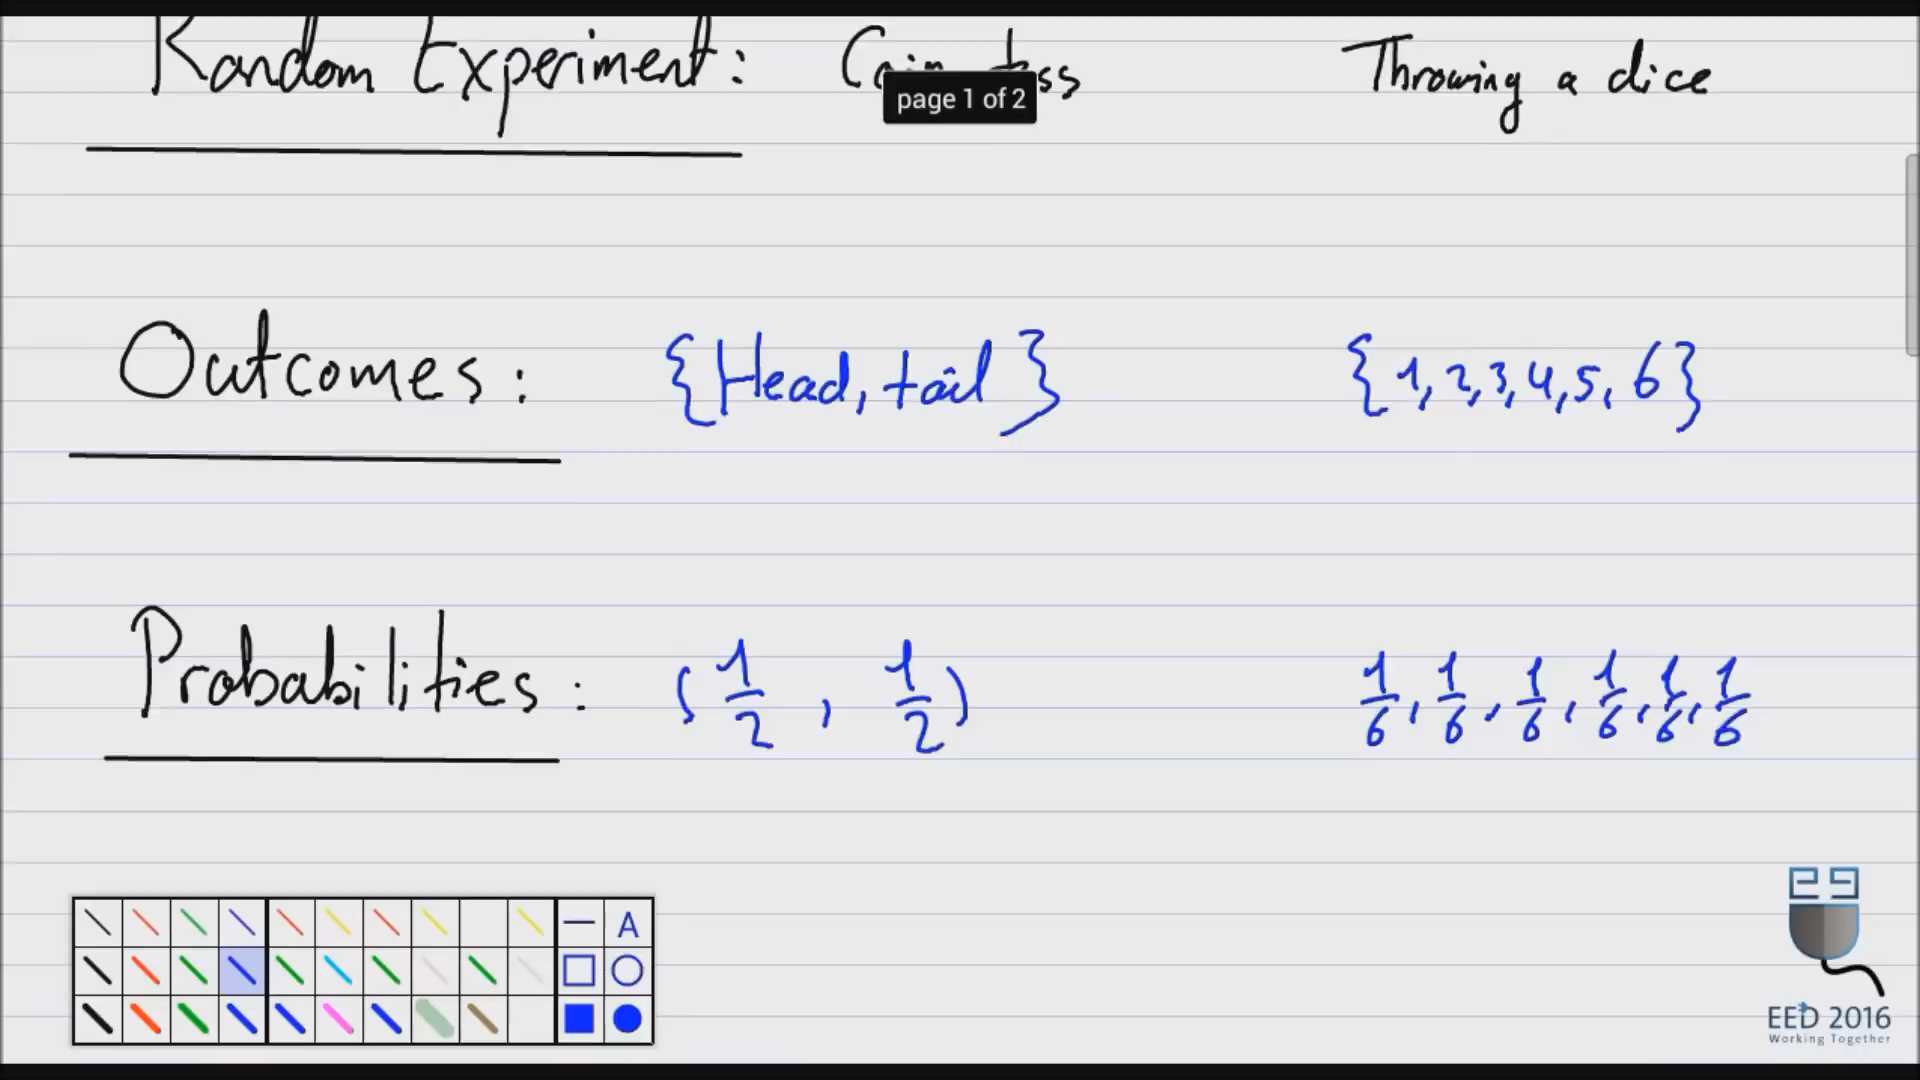 Random Experiment: Coin toss Throwing a dice
page 1 of 2
Outcomes: {Head, tail} {1, 2, 3, 4, 5, 6}
Probabilities: (1/2, 1/2) 1/6, 1/6, 1/6, 1/6, 1/6, 1/6
A
EED 2016
Working Together